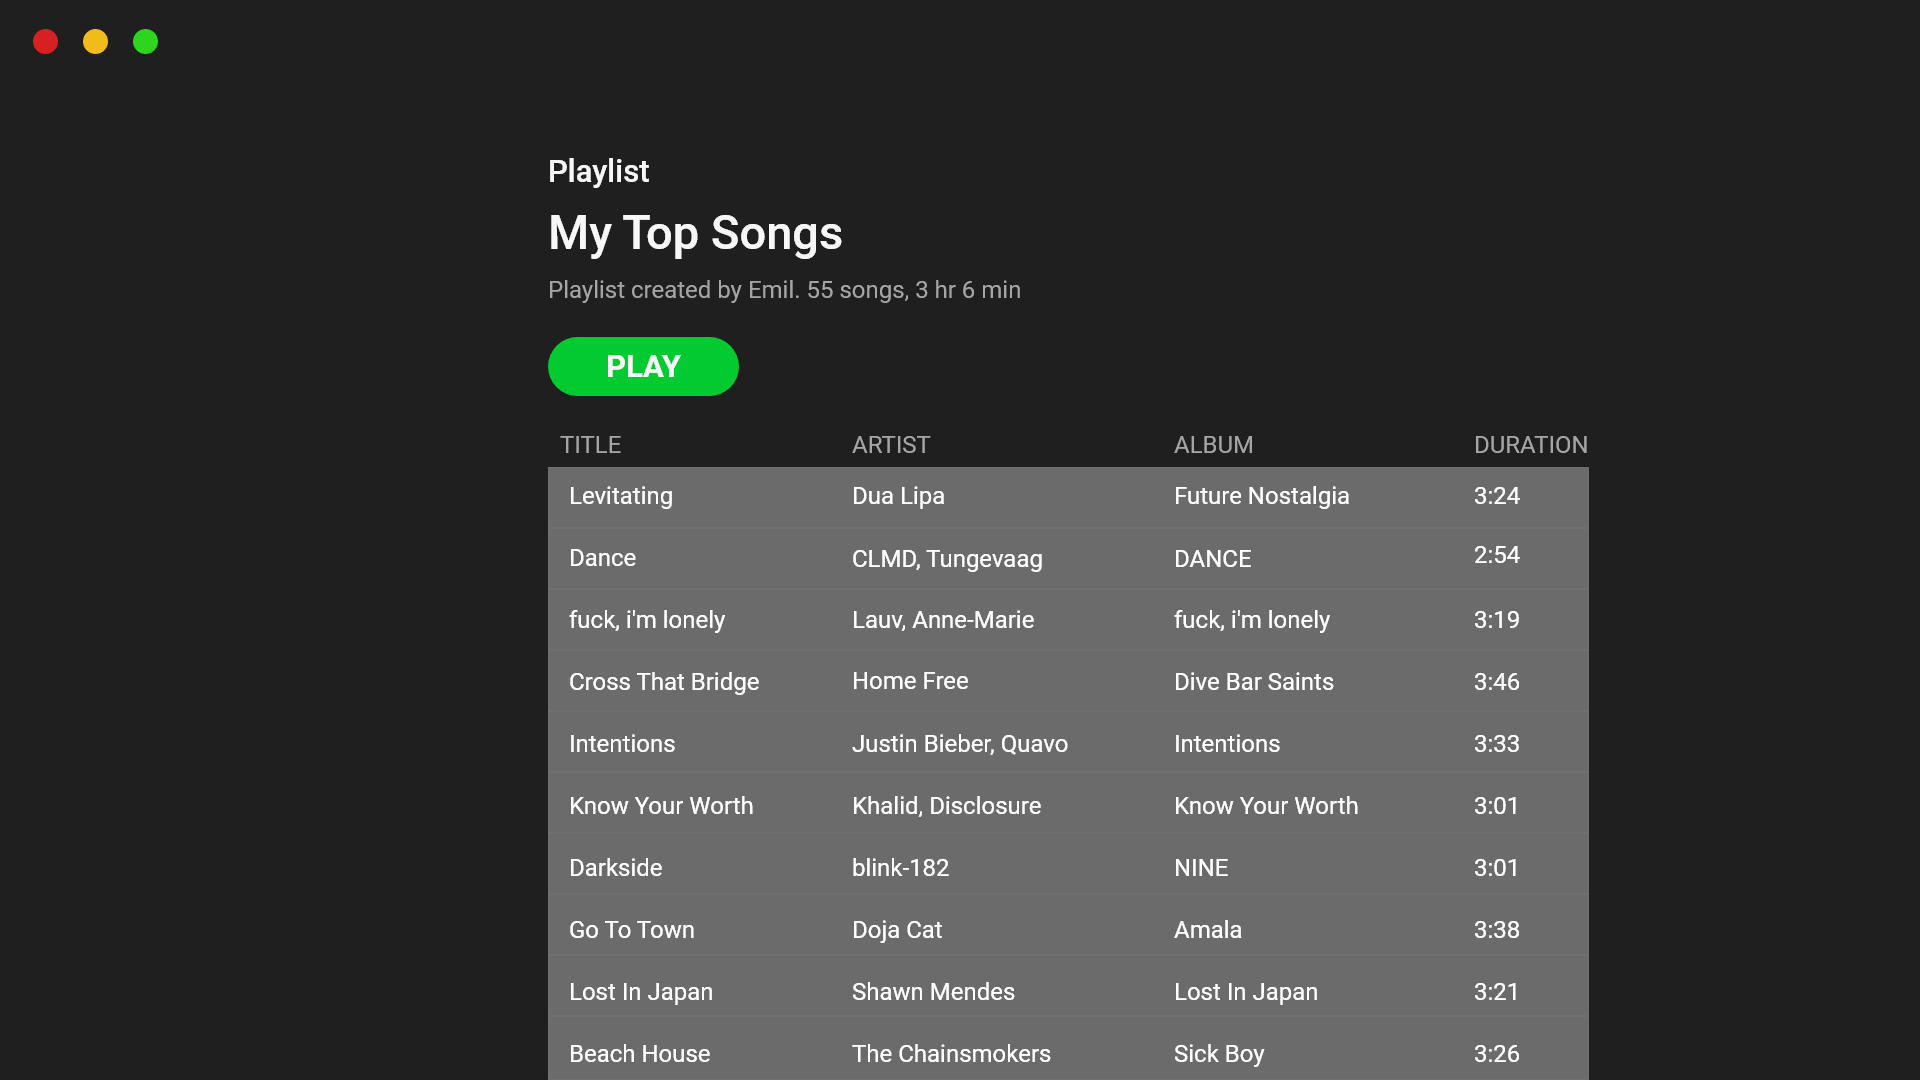 Playlist
My Top Songs
Playlist created by Emil. 55 songs, 3 hr 6 min
PLAY
TITLE ARTIST ALBUM DURATION
Levitating Dua Lipa Future Nostalgia 3:24
Dance CLMD, Tungevaag DANCE 2:54
fuck, i'm lonely Lauv, Anne-Marie fuck, i'm lonely 3:19
Cross That Bridge Home Free Dive Bar Saints 3:46
Intentions Justin Bieber, Quavo Intentions 3:33
Know Your Worth Khalid, Disclosure Know Your Worth 3:01
Darkside blink-182 NINE 3:01
Go To Town Doja Cat Amala 3:38
Lost In Japan Shawn Mendes Lost In Japan 3:21
Beach House The Chainsmokers Sick Boy 3:26